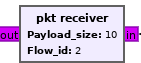 pkt receiver
out Payload_size: 10 in
Flow_id: 2